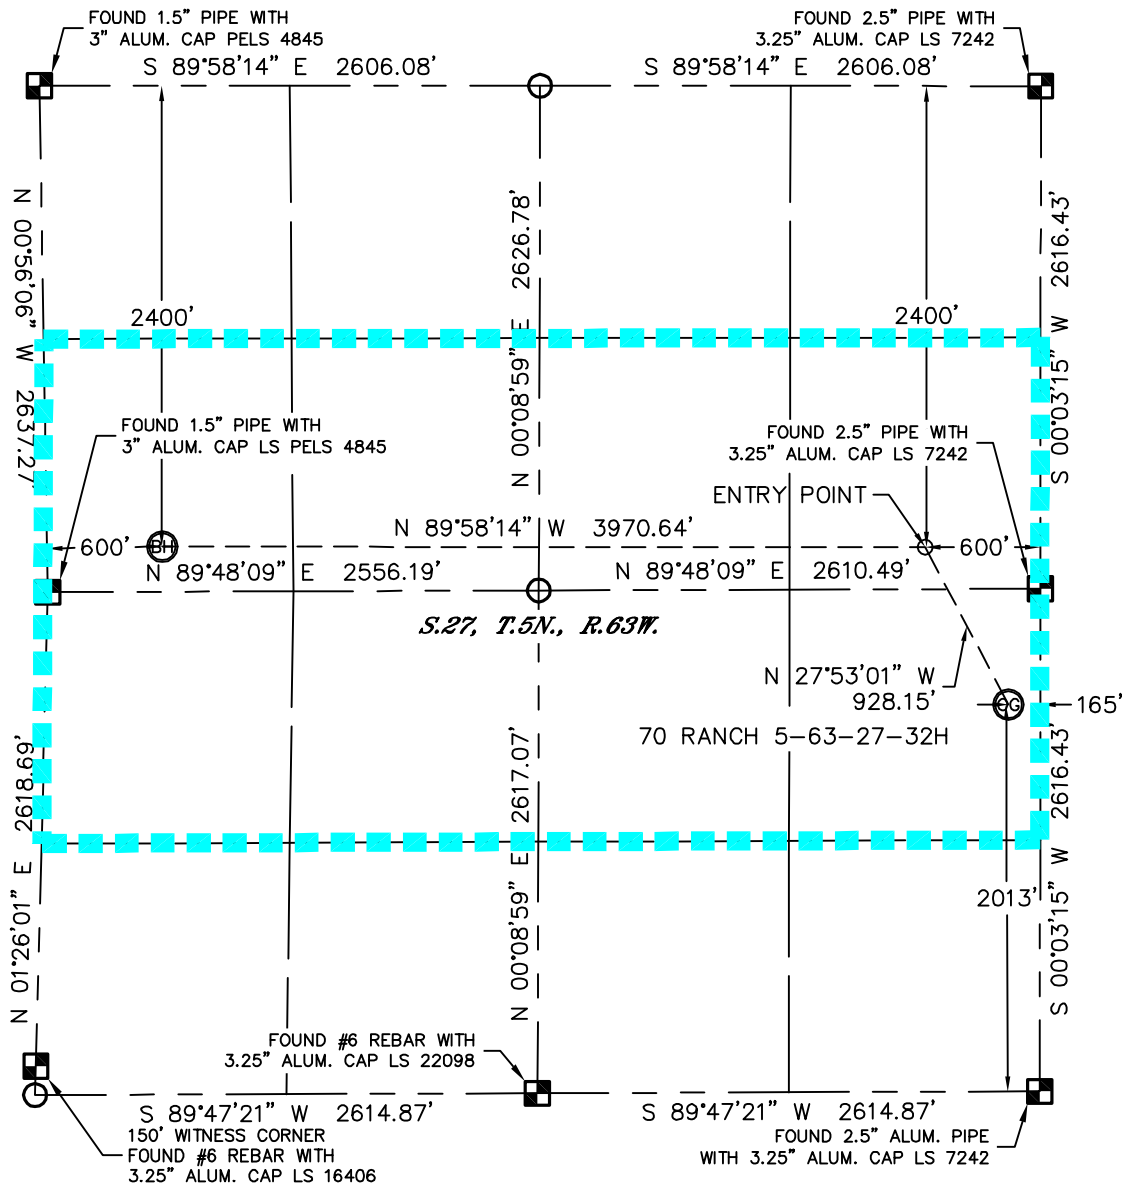 FOUND 1.5" PIPE WITH
3" ALUM. CAP PELS 4845
FOUND 2.5" PIPE WITH
3.25" ALUM. CAP LS 7242
S 89°58'14" E 2606.08'
S 89°58'14" E 2606.08'
N 00°56'06" W 2637.27'
N 00°08'59" E 2626.78'
S 00°03'15" W 2616.43'
2400'
2400'
FOUND 1.5" PIPE WITH
3" ALUM. CAP LS PELS 4845
FOUND 2.5" PIPE WITH
3.25" ALUM. CAP LS 7242
ENTRY POINT
N 89°58'14" W 3970.64'
600'
BH
600'
N 89°48'09" E 2556.19'
N 89°48'09" E 2610.49'
S.27, T.5N., R.63W.
N 27°53'01" W
928.15'
165'
70 RANCH 5-63-27-32H
N 01°26'01" E 2618.69'
N 00°08'59" E 2617.07'
S 00°03'15" W 2616.43'
2013'
FOUND #6 REBAR WITH
3.25" ALUM. CAP LS 22098
S 89°47'21" W 2614.87'
S 89°47'21" W 2614.87'
150' WITNESS CORNER
FOUND #6 REBAR WITH
3.25" ALUM. CAP LS 16406
FOUND 2.5" ALUM. PIPE
WITH 3.25" ALUM. CAP LS 7242